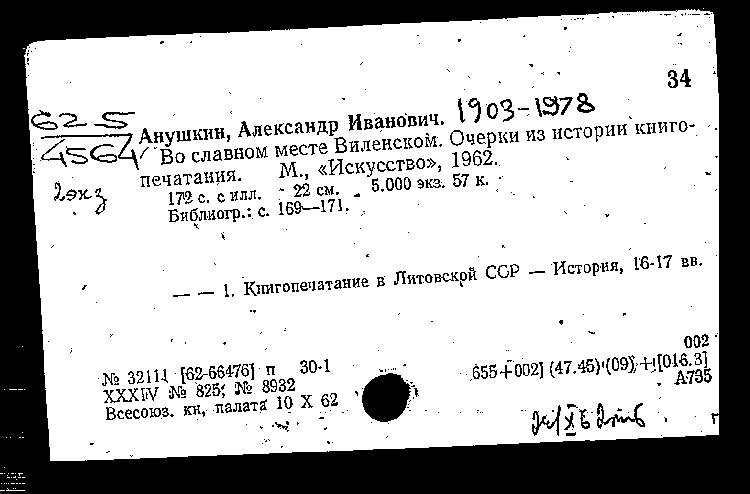 34
62-5
4564
2 экз
Анушкин, Александр Иванович. 1903-1978
Во славном месте Виленском. Очерки из истории книго-
печатания. М., «Искусство», 1962.
172 с. с илл. 22 см. 5.000 экз. 57 к.
Библиогр.: с. 169—171.
— — 1. Книгопечатание в Литовской ССР — История, 16-17 вв.
№ 32111 [62-66476] п 30-1
XXXIV № 825; № 8932
Всесоюз. кн. палата 10 X 62
002
655+002] (47.45) (09) + [016.3]
А735